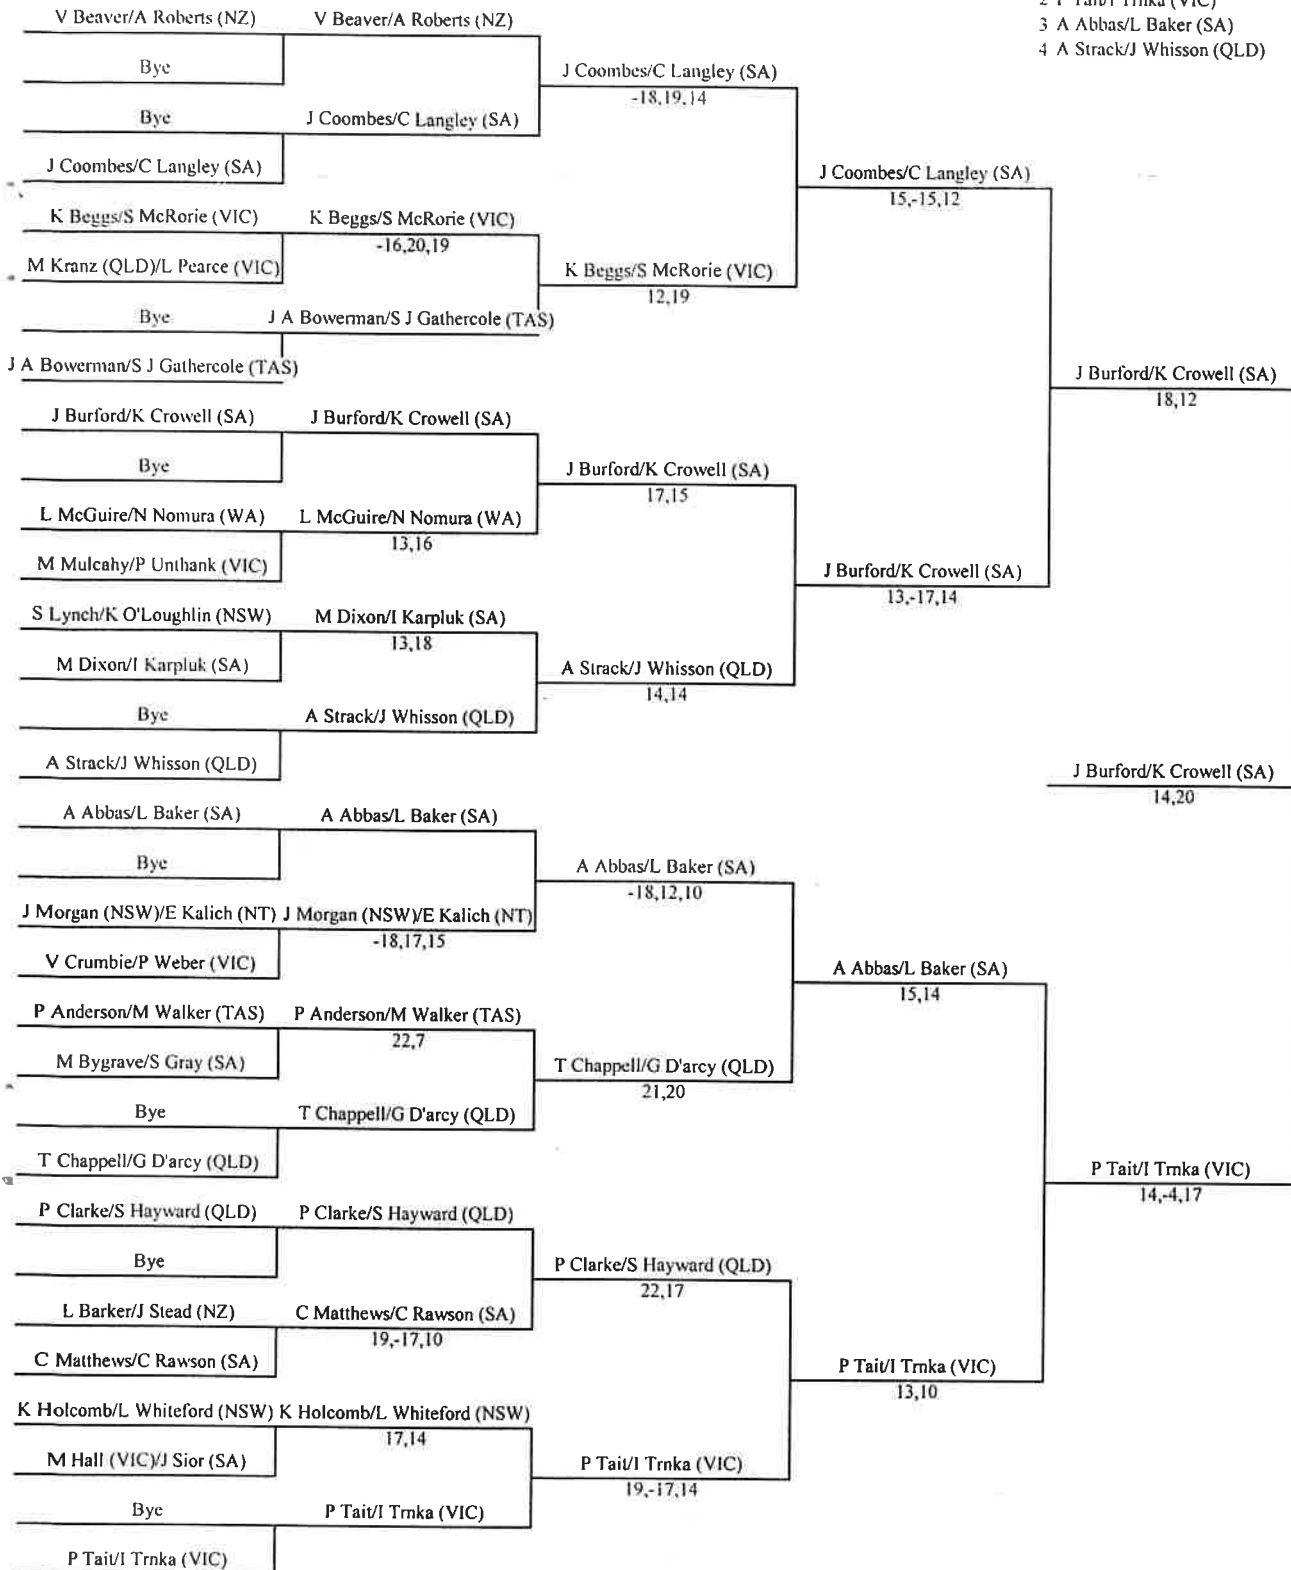 2 P Tait/I Trnka (VIC)
3 A Abbas/L Baker (SA)
4 A Strack/J Whisson (QLD)
V Beaver/A Roberts (NZ)
Bye
Bye
J Coombes/C Langley (SA)
K Beggs/S McRorie (VIC)
M Kranz (QLD)/L Pearce (VIC)
Bye
J A Bowerman/S J Gathercole (TAS)
J Burford/K Crowell (SA)
Bye
L McGuire/N Nomura (WA)
M Mulcahy/P Unthank (VIC)
S Lynch/K O'Loughlin (NSW)
M Dixon/I Karpluk (SA)
Bye
A Strack/J Whisson (QLD)
A Abbas/L Baker (SA)
Bye
J Morgan (NSW)/E Kalich (NT)
V Crumbie/P Weber (VIC)
P Anderson/M Walker (TAS)
M Bygrave/S Gray (SA)
Bye
T Chappell/G D'arcy (QLD)
P Clarke/S Hayward (QLD)
Bye
L Barker/J Stead (NZ)
C Matthews/C Rawson (SA)
K Holcomb/L Whiteford (NSW)
M Hall (VIC)/J Sior (SA)
Bye
P Tait/I Trnka (VIC)
V Beaver/A Roberts (NZ)
J Coombes/C Langley (SA)
K Beggs/S McRorie (VIC)
-16,20,19
J A Bowerman/S J Gathercole (TAS)
J Burford/K Crowell (SA)
L McGuire/N Nomura (WA)
13,16
M Dixon/I Karpluk (SA)
13,18
A Strack/J Whisson (QLD)
A Abbas/L Baker (SA)
J Morgan (NSW)/E Kalich (NT)
-18,17,15
P Anderson/M Walker (TAS)
22,7
T Chappell/G D'arcy (QLD)
P Clarke/S Hayward (QLD)
C Matthews/C Rawson (SA)
19,-17,10
K Holcomb/L Whiteford (NSW)
17,14
P Tait/I Trnka (VIC)
J Coombes/C Langley (SA)
-18,19,14
K Beggs/S McRorie (VIC)
12,19
J Burford/K Crowell (SA)
17,15
A Strack/J Whisson (QLD)
14,14
A Abbas/L Baker (SA)
-18,12,10
T Chappell/G D'arcy (QLD)
21,20
P Clarke/S Hayward (QLD)
22,17
P Tait/I Trnka (VIC)
19,-17,14
J Coombes/C Langley (SA)
15,-15,12
J Burford/K Crowell (SA)
13,-17,14
A Abbas/L Baker (SA)
15,14
P Tait/I Trnka (VIC)
13,10
J Burford/K Crowell (SA)
18,12
J Burford/K Crowell (SA)
14,20
P Tait/I Trnka (VIC)
14,-4,17